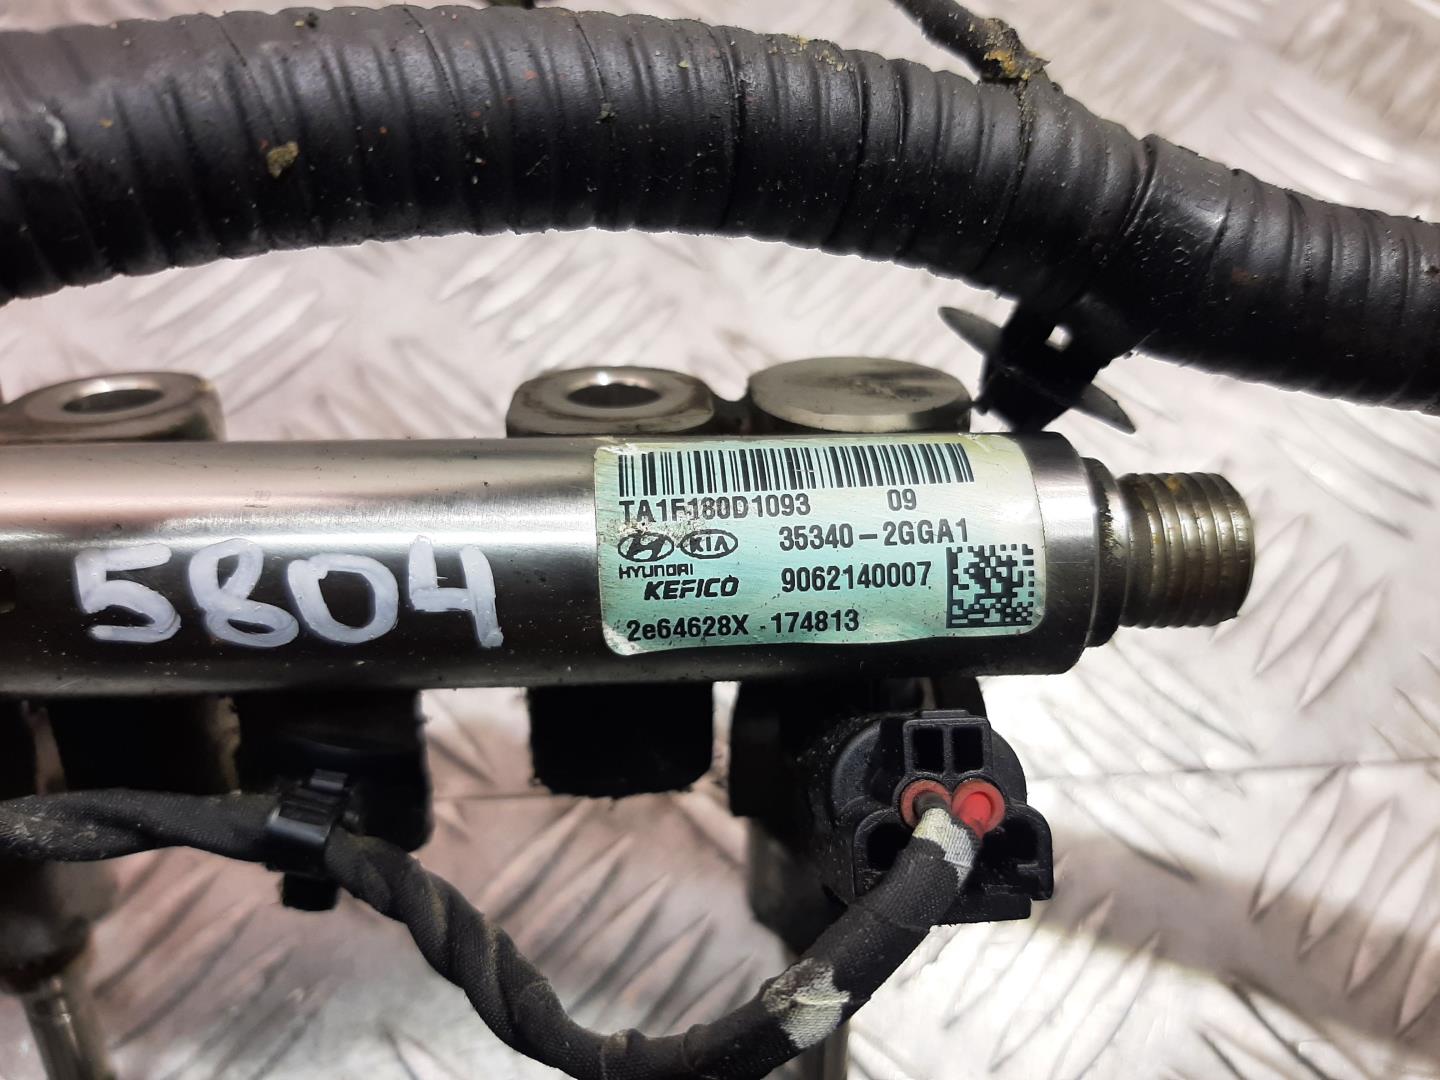 TA1F180D1093 09
KIA 35340-2GGA1
HYUNDAI
KEFICO 9062140007
2e64628X 174813
5804